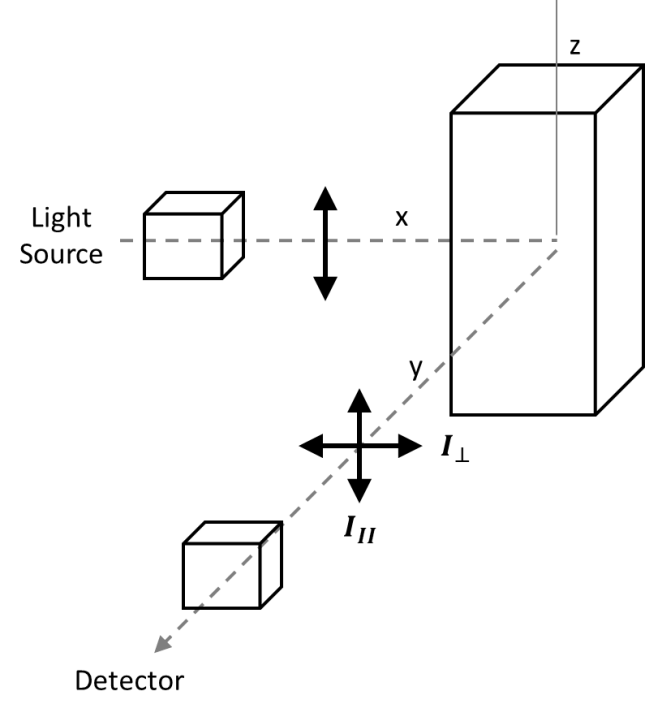 z
Light
Source
x
y
I⊥
III
Detector